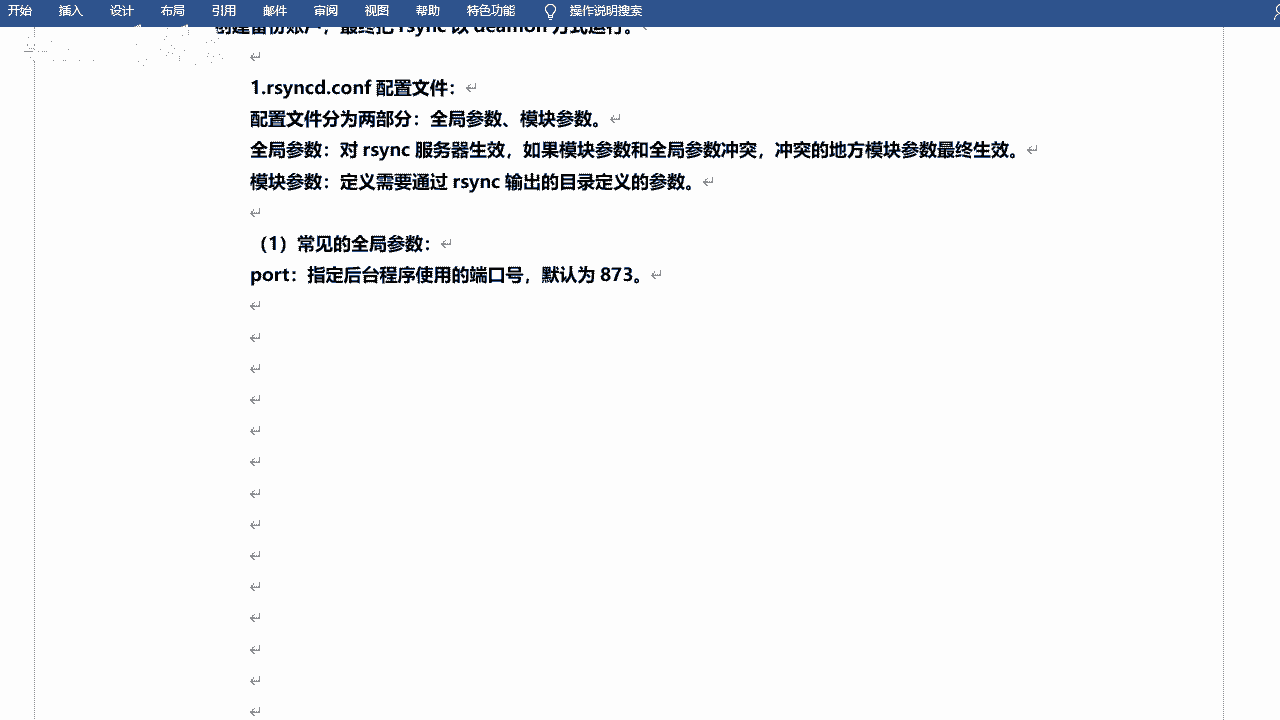 开始 插入 设计 布局 引用 邮件 审阅 视图 帮助 特色功能 操作说明搜索
创建备份账户，最终把 rsync 以 deamon 方式运行。
1.rsyncd.conf 配置文件：
配置文件分为两部分：全局参数、模块参数。
全局参数：对 rsync 服务器生效，如果模块参数和全局参数冲突，冲突的地方模块参数最终生效。
模块参数：定义需要通过 rsync 输出的目录定义的参数。
（1）常见的全局参数：
port：指定后台程序使用的端口号，默认为 873。